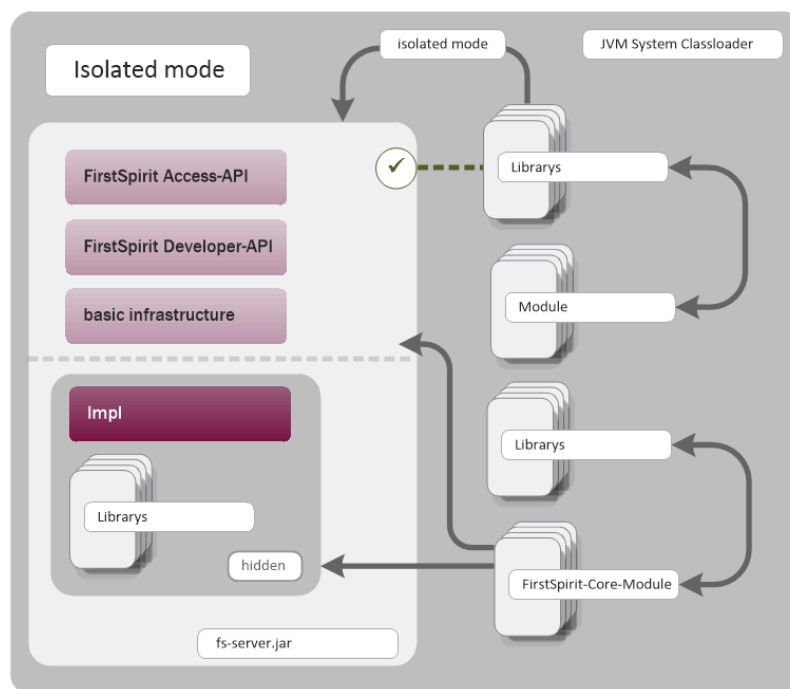 isolated mode
JVM System Classloader
Isolated mode
FirstSpirit Access-API
Librarys
FirstSpirit Developer-API
basic infrastructure
Module
Impl
Librarys
Librarys
hidden
FirstSpirit-Core-Module
fs-server.jar